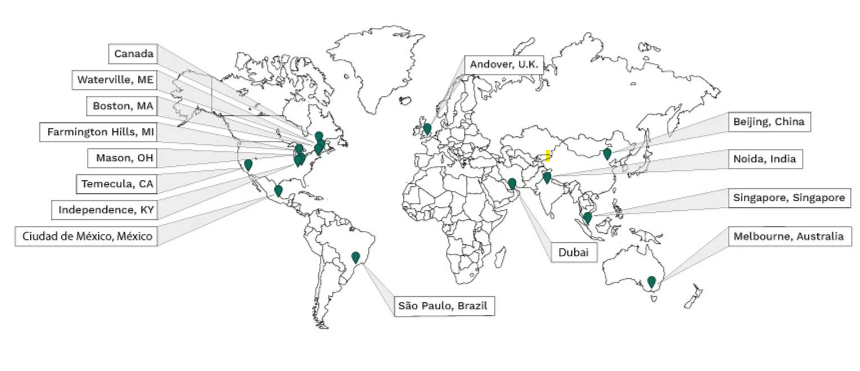 Canada
Waterville, ME
Boston, MA
Farmington Hills, MI
Mason, OH
Temecula, CA
Independence, KY
Ciudad de México, México
Andover, U.K.
Beijing, China
Noida, India
Singapore, Singapore
Melbourne, Australia
Dubai
São Paulo, Brazil